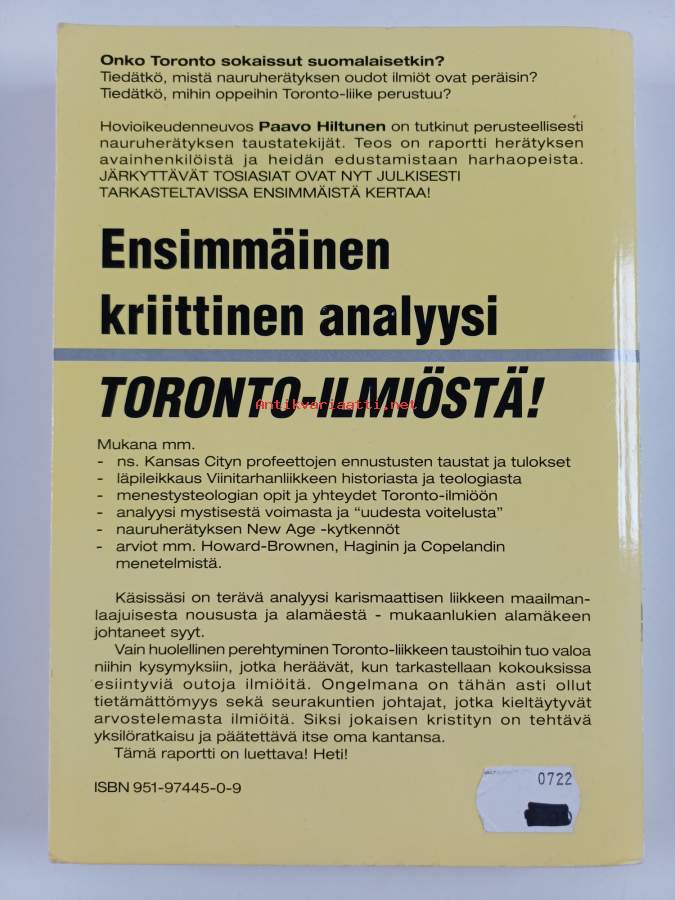 Onko Toronto sokaissut suomalaisetkin?
Tiedätkö, mistä nauruherätyksen oudot ilmiöt ovat peräisin?
Tiedätkö, mihin oppeihin Toronto-liike perustuu?
Hovioikeudenneuvos Paavo Hiltunen on tutkinut perusteellisesti
nauruherätyksen taustatekijät. Teos on raportti herätyksen
avainhenkilöistä ja heidän edustamistaan harhaopeista.
JÄRKYTTÄVÄT TOSIASIAT OVAT NYT JULKISESTI
TARKASTELTAVISSA ENSIMMÄISTÄ KERTAA!
Ensimmäinen
kriittinen analyysi
TORONTO-ILMIÖSTÄ!
Antikvariaatti.net
Mukana mm.
- ns. Kansas Cityn profeettojen ennustusten taustat ja tulokset
- läpileikkaus Viinitarhanliikkeen historiasta ja teologiasta
- menestysteologian opit ja yhteydet Toronto-ilmiöön
- analyysi mystisestä voimasta ja “uudesta voitelusta”
- nauruherätyksen New Age -kytkennöt
- arviot mm. Howard-Brownen, Haginin ja Copelandin
menetelmistä.
Käsissäsi on terävä analyysi karismaattisen liikkeen maailman-
laajuisesta noususta ja alamäestä - mukaanlukien alamäkeen
johtaneet syyt.
Vain huolellinen perehtyminen Toronto-liikkeen taustoihin tuo valoa
niihin kysymyksiin, jotka heräävät, kun tarkastellaan kokouksissa
esiintyviä outoja ilmiöitä. Ongelmana on tähän asti ollut
tietämättömyys sekä seurakuntien johtajat, jotka kieltäytyvät
arvostelemasta ilmiöitä. Siksi jokaisen kristityn on tehtävä
yksilöratkaisu ja päätettävä itse oma kantansa.
Tämä raportti on luettava! Heti!
ISBN 951-97445-0-9
0722